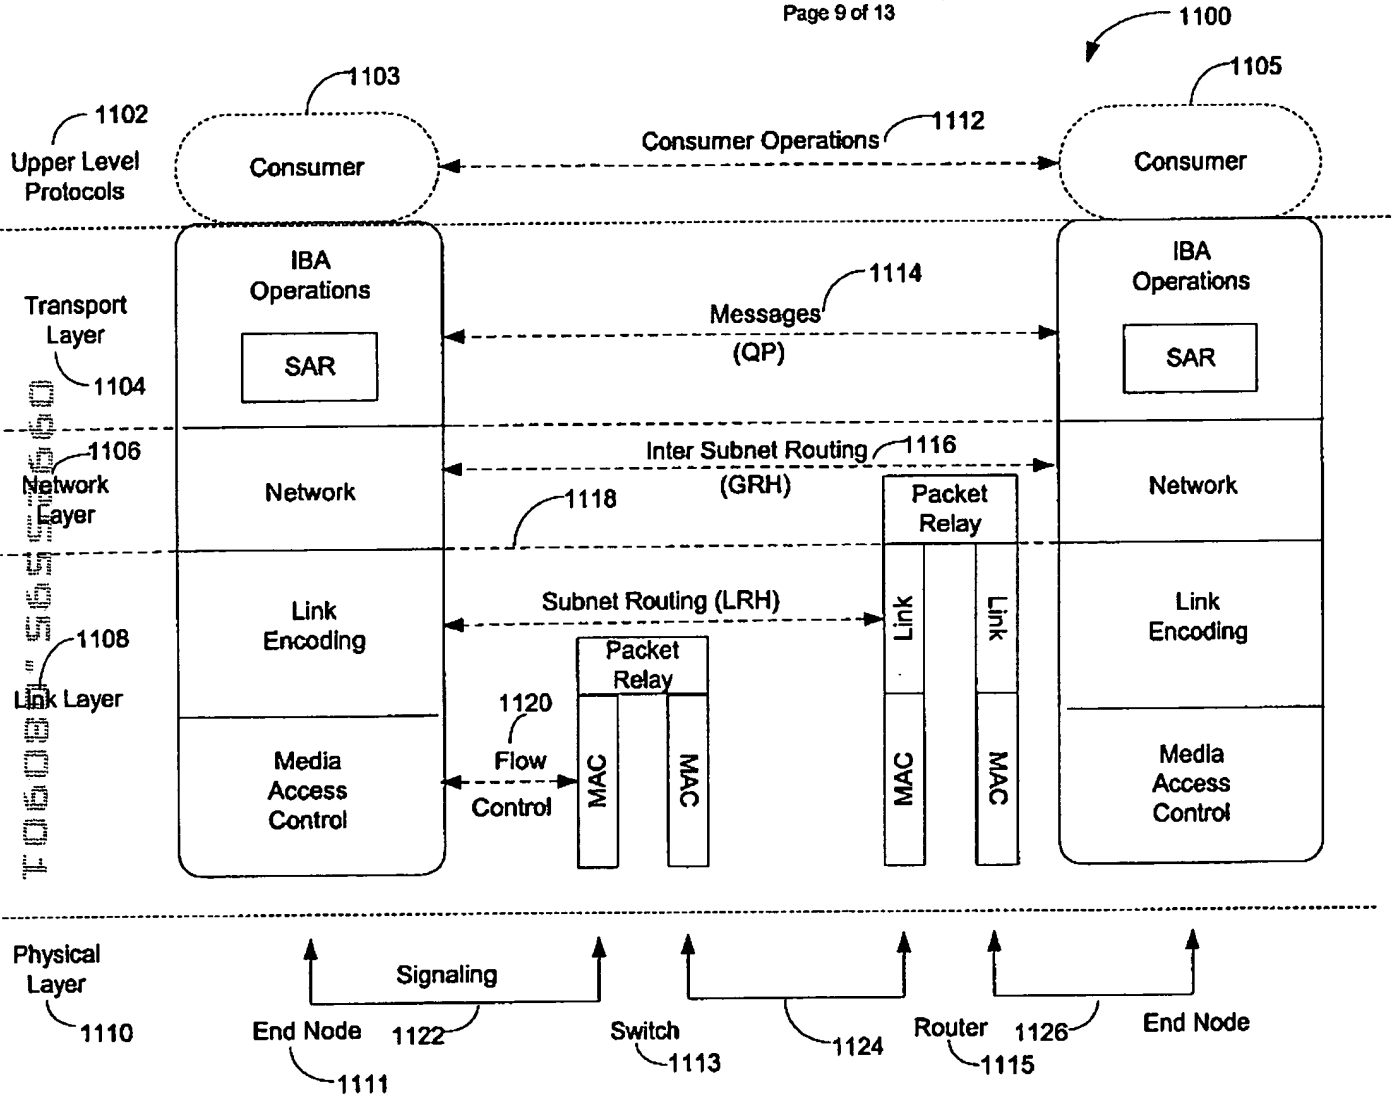 Page 9 of 13
1100
1103
1105
1102
1112
Upper Level
Protocols
Consumer
Consumer Operations
Consumer
IBA
Operations
IBA
Operations
1114
Transport
Layer
Messages
(QP)
SAR
SAR
1104
1106
Inter Subnet Routing
1116
Network
Layer
Network
(GRH)
Packet
Relay
Network
1118
Link
Encoding
Subnet Routing (LRH)
Link
Link
Link
Encoding
1108
Packet
Relay
Link Layer
1120
Flow
Control
Media
Access
Control
MAC
MAC
MAC
MAC
Media
Access
Control
Physical
Layer
Signaling
1110
End Node
1122
Switch
1124
Router
1126
End Node
1111
1113
1115